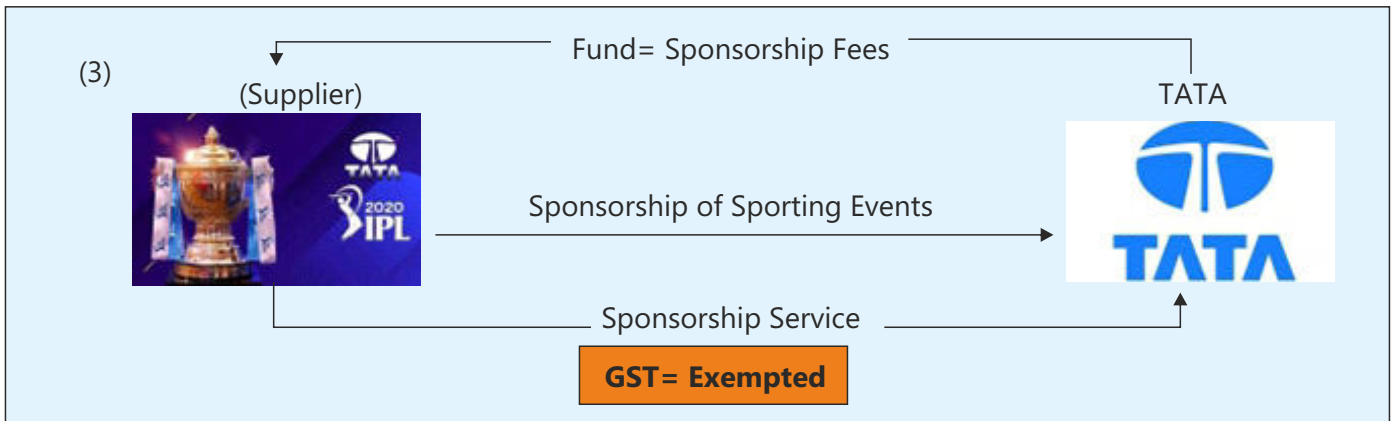 Fund= Sponsorship Fees
(3)
(Supplier)
TATA
TATA
2020
IPL
Sponsorship of Sporting Events
TATA
Sponsorship Service
GST= Exempted